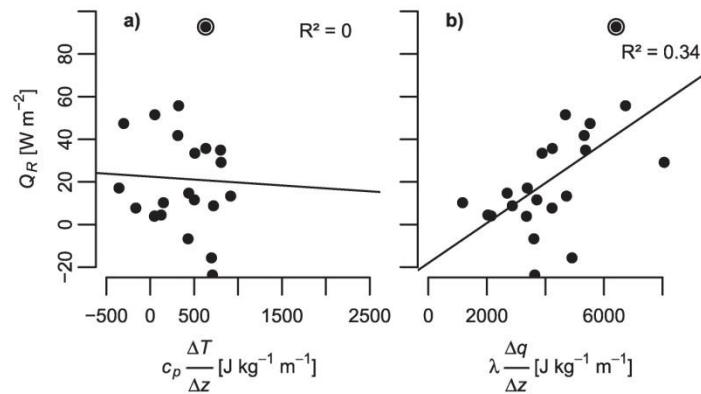 a)
R² = 0
b)
R² = 0.34
Q_R [W m⁻²]
80
60
40
20
0
−20
−500 0 500 1500 2500
0 2000 6000
c_p ΔT/Δz [J kg⁻¹ m⁻¹]
λ Δq/Δz [J kg⁻¹ m⁻¹]